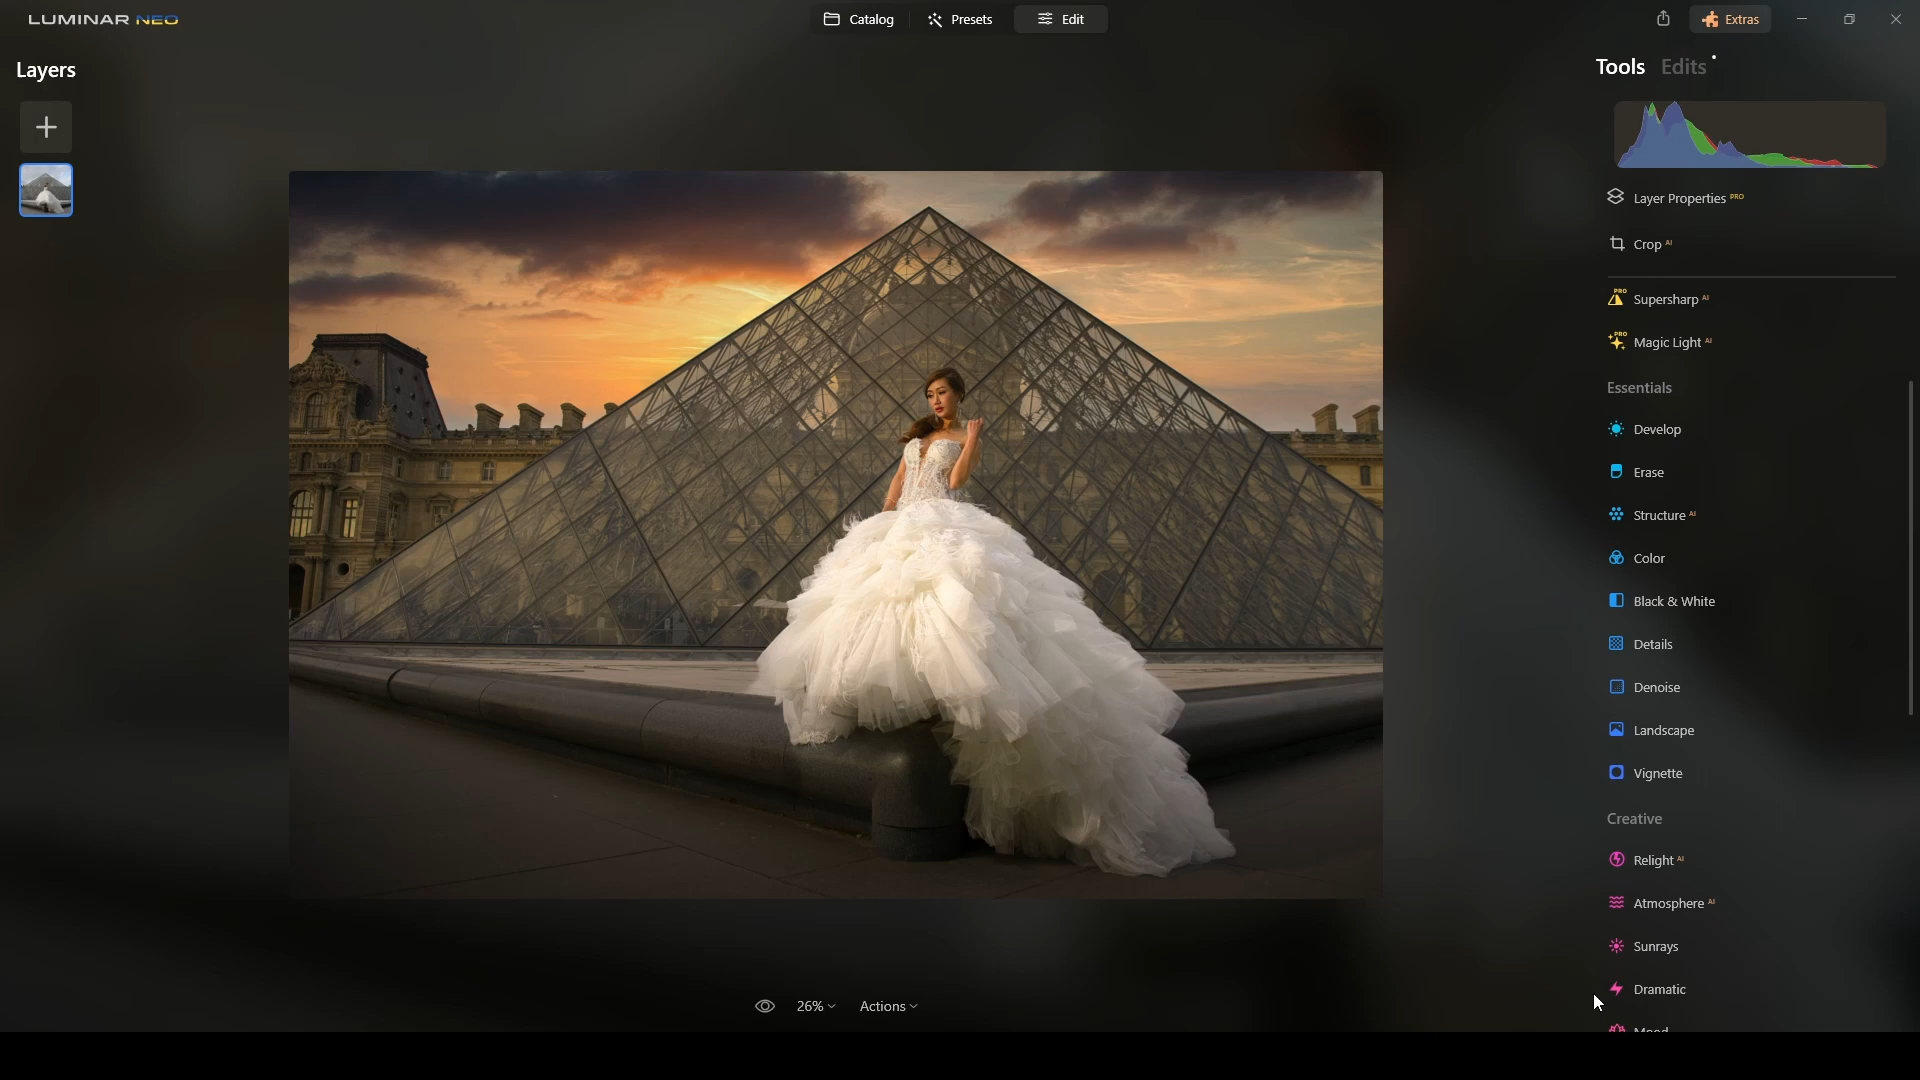 LUMINAR NEO
Catalog
Presets
Edit
Extras
Layers
Tools Edits
Layer Properties PRO
Crop AI
PRO
Supersharp AI
PRO
Magic Light AI
Essentials
Develop
Erase
Structure AI
Color
Black & White
Details
Denoise
Landscape
Vignette
Creative
Relight AI
Atmosphere AI
Sunrays
Dramatic
Mood
26%
Actions